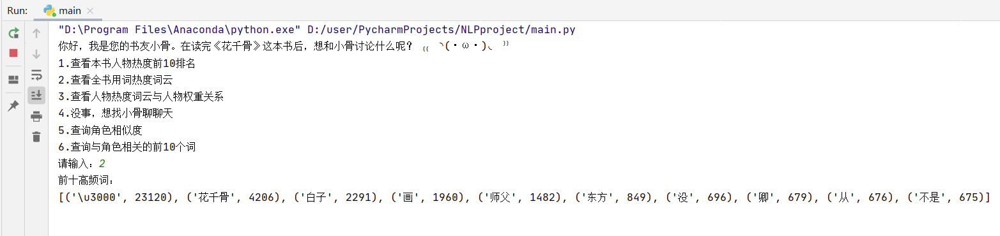 Run: main
"D:\Program Files\Anaconda\python.exe" D:/user/PycharmProjects/NLPproject/main.py
你好，我是您的书友小骨。在读完《花千骨》这本书后，想和小骨讨论什么呢？ ₍₍ ◝(・ω・)◟ ⁾⁾
1.查看本书人物热度前10排名
2.查看全书用词热度词云
3.查看人物热度词云与人物权重关系
4.没事，想找小骨聊聊天
5.查询角色相似度
6.查询与角色相关的前10个词
请输入：2
前十高频词：
[('\u3000', 23120), ('花千骨', 4206), ('白子', 2291), ('画', 1960), ('师父', 1482), ('东方', 849), ('没', 696), ('卿', 679), ('从', 676), ('不是', 675)]